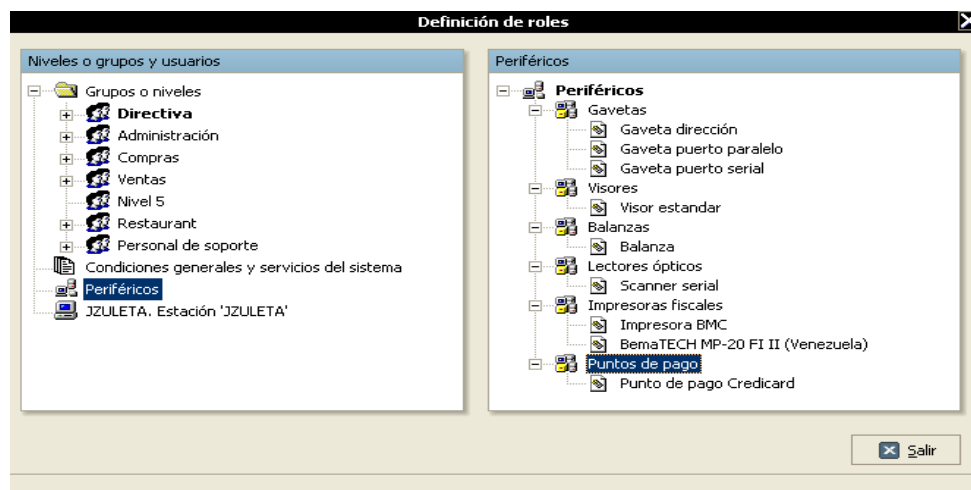 Definición de roles
Niveles o grupos y usuarios
Grupos o niveles
Directiva
Administración
Compras
Ventas
Nivel 5
Restaurant
Personal de soporte
Condiciones generales y servicios del sistema
Periféricos
JZULETA. Estación 'JZULETA'
Periféricos
Periféricos
Gavetas
Gaveta dirección
Gaveta puerto paralelo
Gaveta puerto serial
Visores
Visor estandar
Balanzas
Balanza
Lectores ópticos
Scanner serial
Impresoras fiscales
Impresora BMC
BemaTECH MP-20 FI II (Venezuela)
Puntos de pago
Punto de pago Credicard
Salir